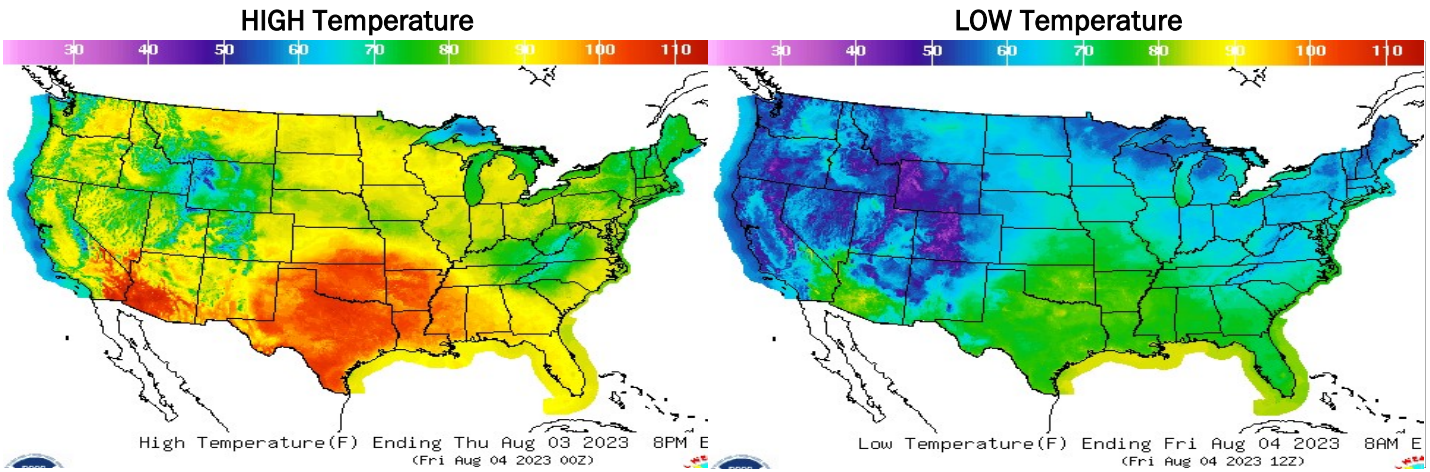 HIGH Temperature
30 40 50 60 70 80 90 100 110
High Temperature(F) Ending Thu Aug 03 2023 8PM E
(Fri Aug 04 2023 00Z)
LOW Temperature
30 40 50 60 70 80 90 100 110
Low Temperature(F) Ending Fri Aug 04 2023 8AM E
(Fri Aug 04 2023 12Z)